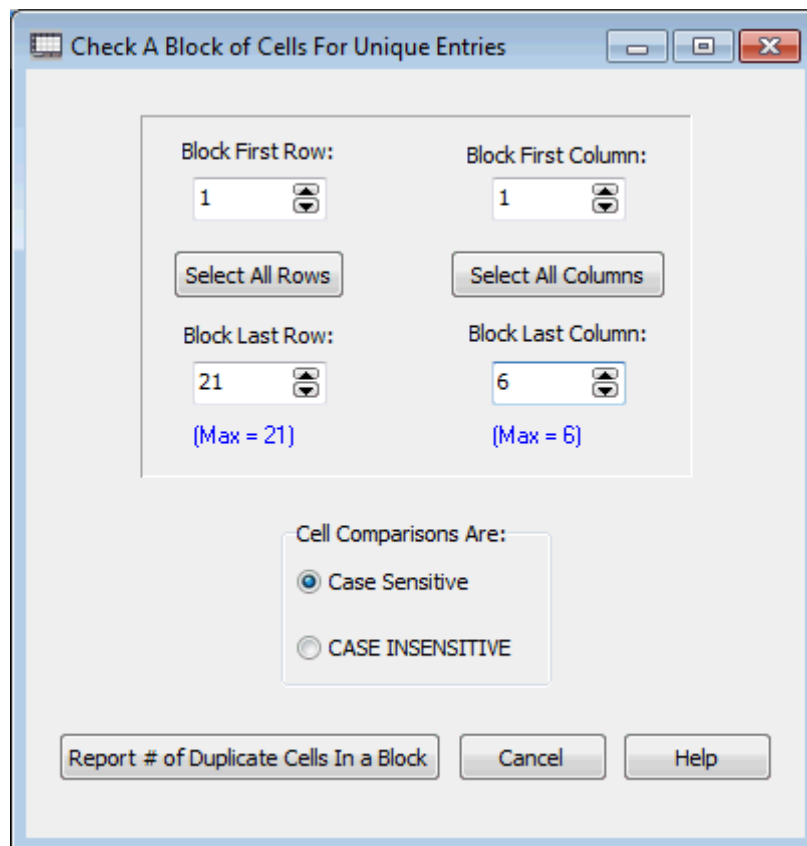 Check A Block of Cells For Unique Entries
Block First Row: Block First Column:
1 1
Select All Rows Select All Columns
Block Last Row: Block Last Column:
21 6
(Max = 21) (Max = 6)
Cell Comparisons Are:
Case Sensitive
CASE INSENSITIVE
Report # of Duplicate Cells In a Block Cancel Help